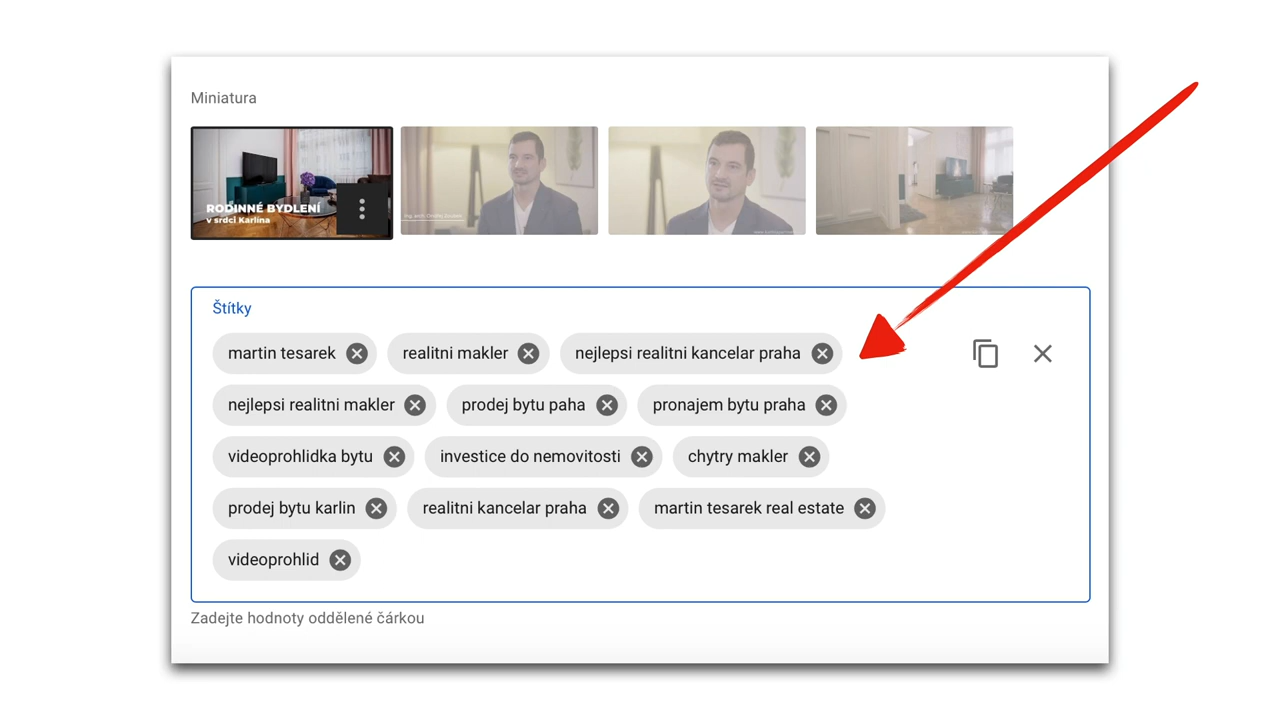 Miniatura
RODINNÉ BYDLENÍ
v srdci Karlína
Štítky
martin tesarek
realitni makler
nejlepsi realitni kancelar praha
nejlepsi realitni makler
prodej bytu paha
pronajem bytu praha
videoprohlidka bytu
investice do nemovitosti
chytry makler
prodej bytu karlin
realitni kancelar praha
martin tesarek real estate
videoprohlid
Zadejte hodnoty oddělené čárkou